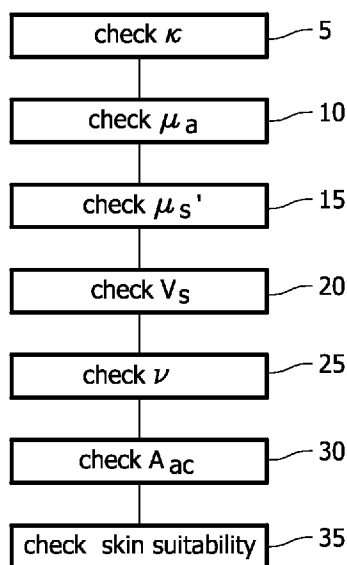 check κ 5
check μa 10
check μs' 15
check Vs 20
check ν 25
check Aac 30
check skin suitability 35